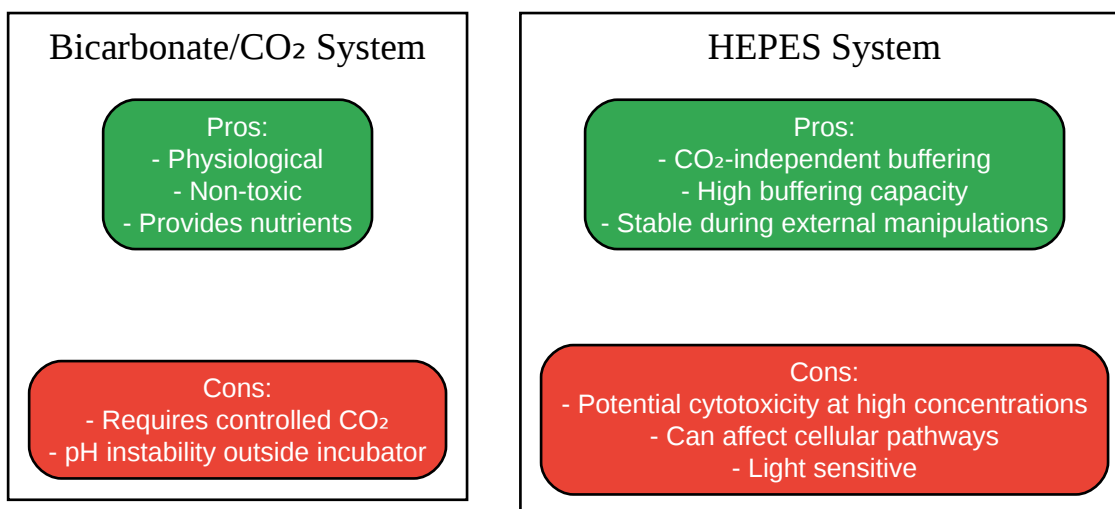 Bicarbonate/CO₂ System
Pros:
- Physiological
- Non-toxic
- Provides nutrients
Cons:
- Requires controlled CO₂
- pH instability outside incubator
HEPES System
Pros:
- CO₂-independent buffering
- High buffering capacity
- Stable during external manipulations
Cons:
- Potential cytotoxicity at high concentrations
- Can affect cellular pathways
- Light sensitive